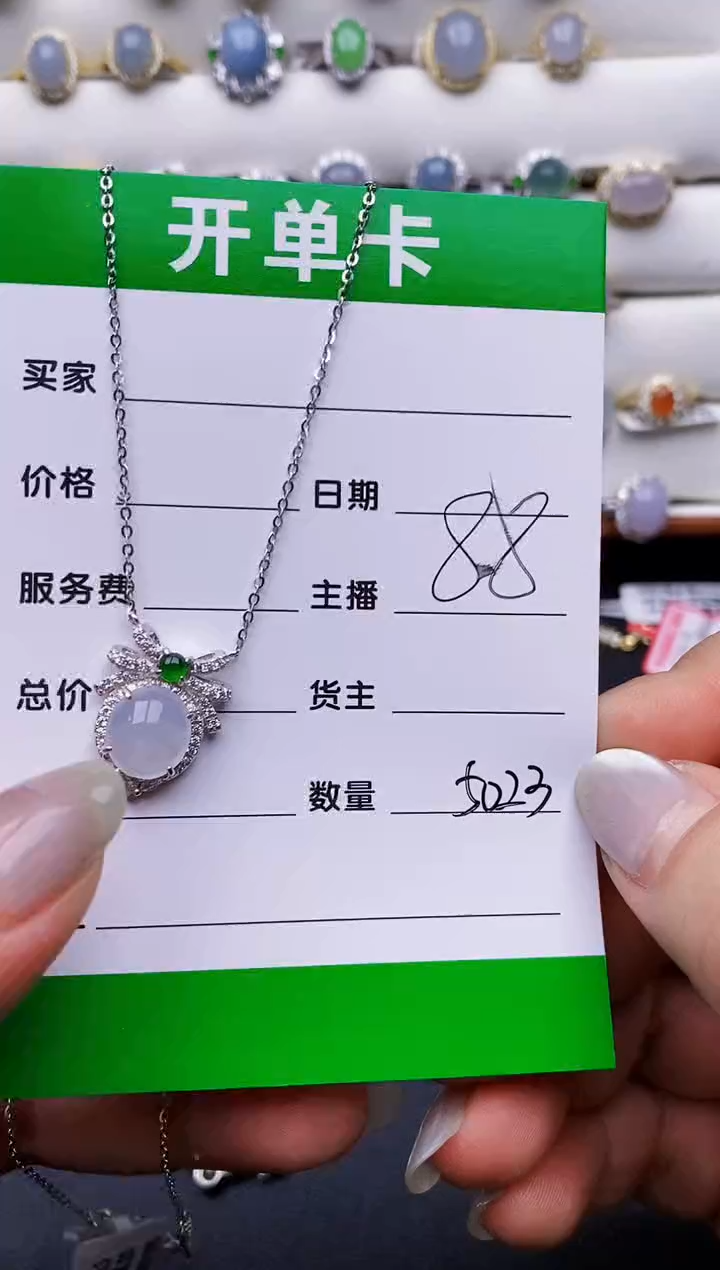 开单卡
买家
价格 日期
88
服务费 主播
总价 货主
数量 5023